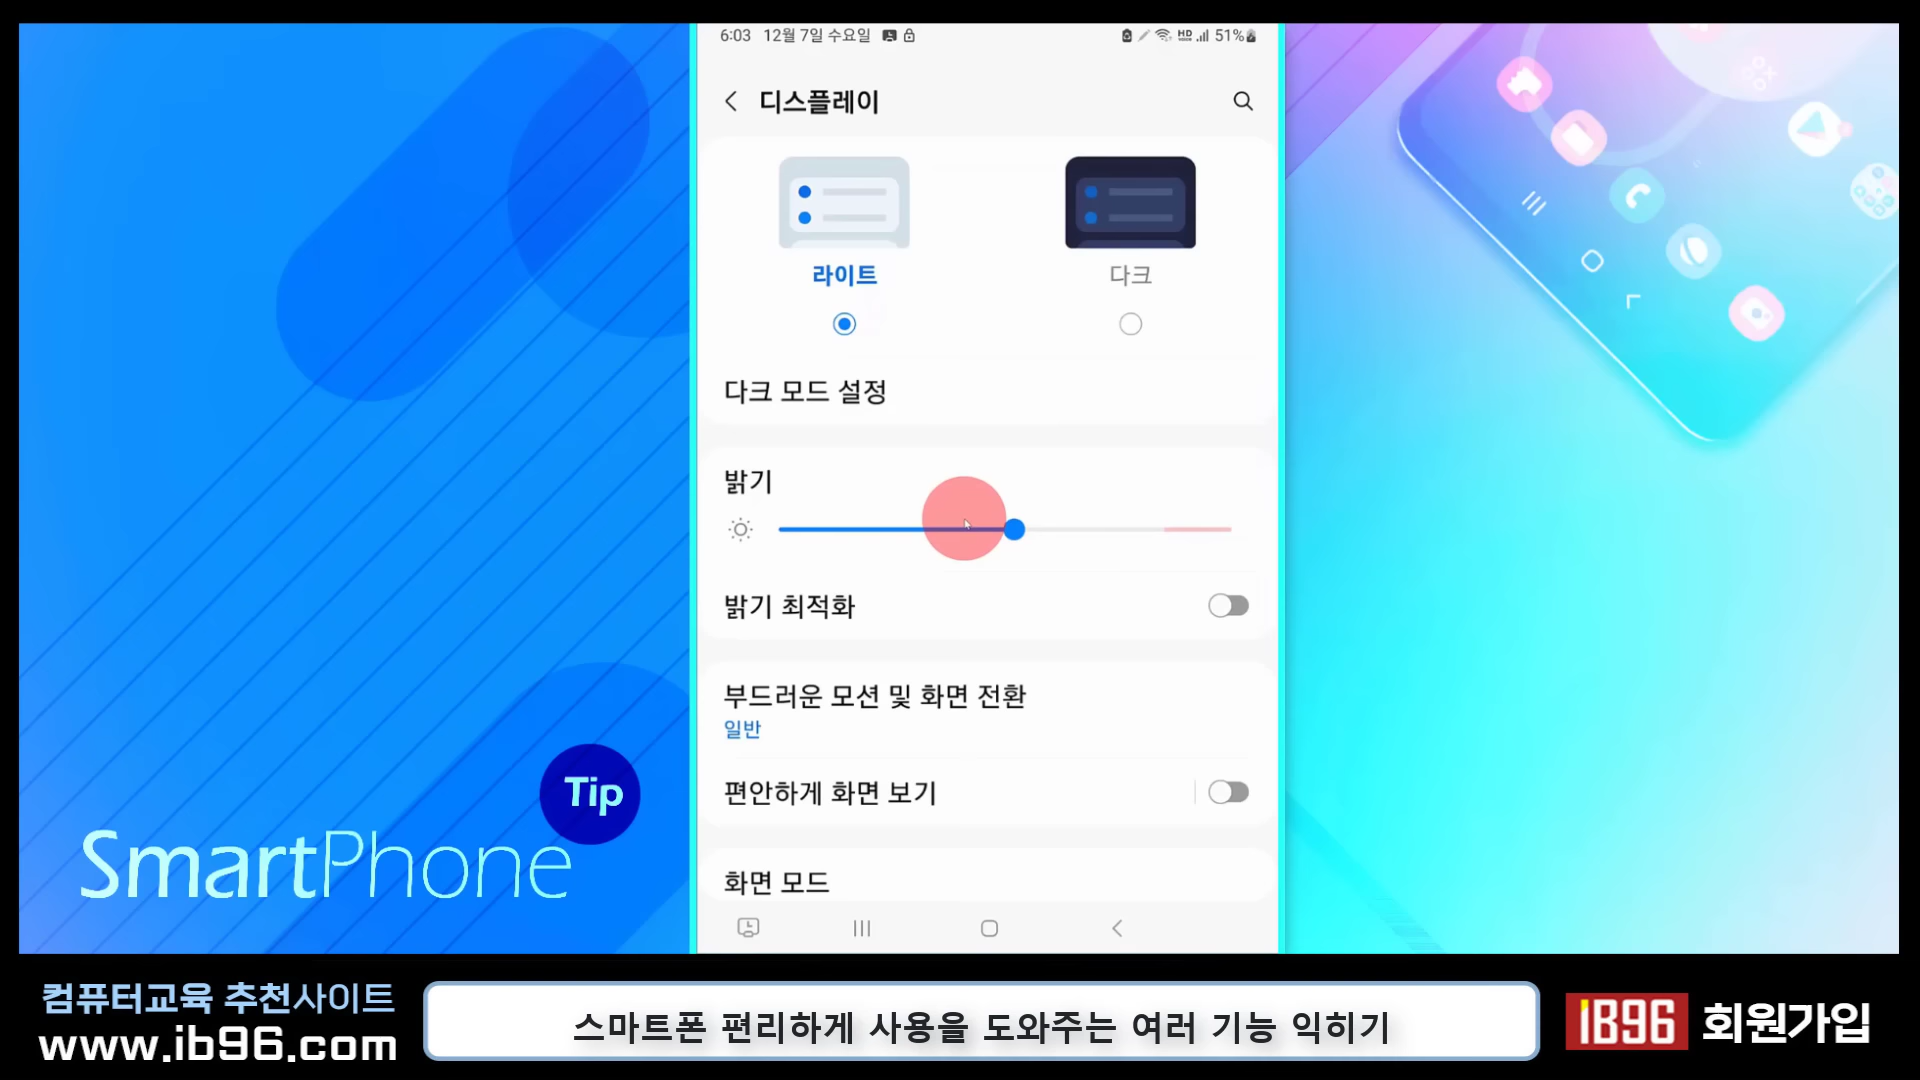 6:03 12월 7일 수요일 HD 51%
디스플레이
라이트 다크
다크 모드 설정
밝기
밝기 최적화
부드러운 모션 및 화면 전환
일반
편안하게 화면 보기
화면 모드
Tip
SmartPhone
컴퓨터교육 추천사이트
www.ib96.com
스마트폰 편리하게 사용을 도와주는 여러 기능 익히기
IB96 회원가입